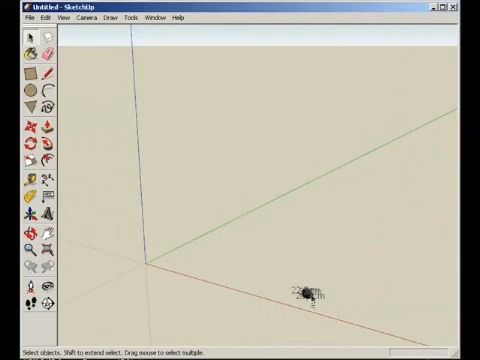 Untitled - SketchUp
File Edit View Camera Draw Tools Window Help
Select objects. Shift to extend select. Drag mouse to select multiple.